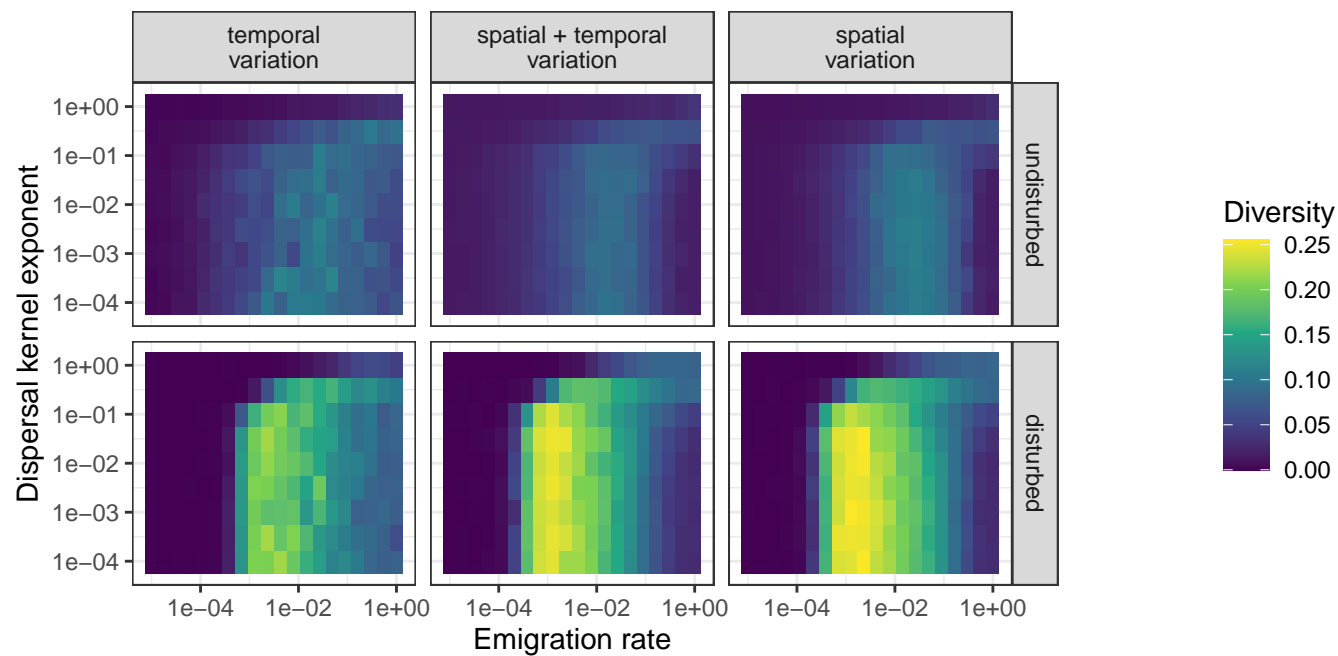 temporal
variation
spatial + temporal
variation
spatial
variation
Dispersal kernel exponent
1e+00
1e−01
1e−02
1e−03
1e−04
undisturbed
1e+00
1e−01
1e−02
1e−03
1e−04
disturbed
1e−04 1e−02 1e+00
1e−04 1e−02 1e+00
1e−04 1e−02 1e+00
Emigration rate
Diversity
0.25
0.20
0.15
0.10
0.05
0.00